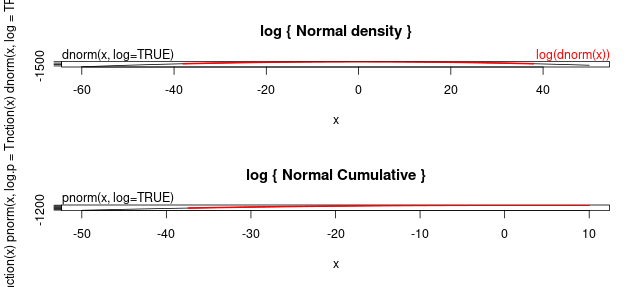 log { Normal density }
dnorm(x, log=TRUE)
log(dnorm(x))
-1500
-60 -40 -20 0 20 40
x
log { Normal Cumulative }
pnorm(x, log=TRUE)
-1200
-50 -40 -30 -20 -10 0 10
x